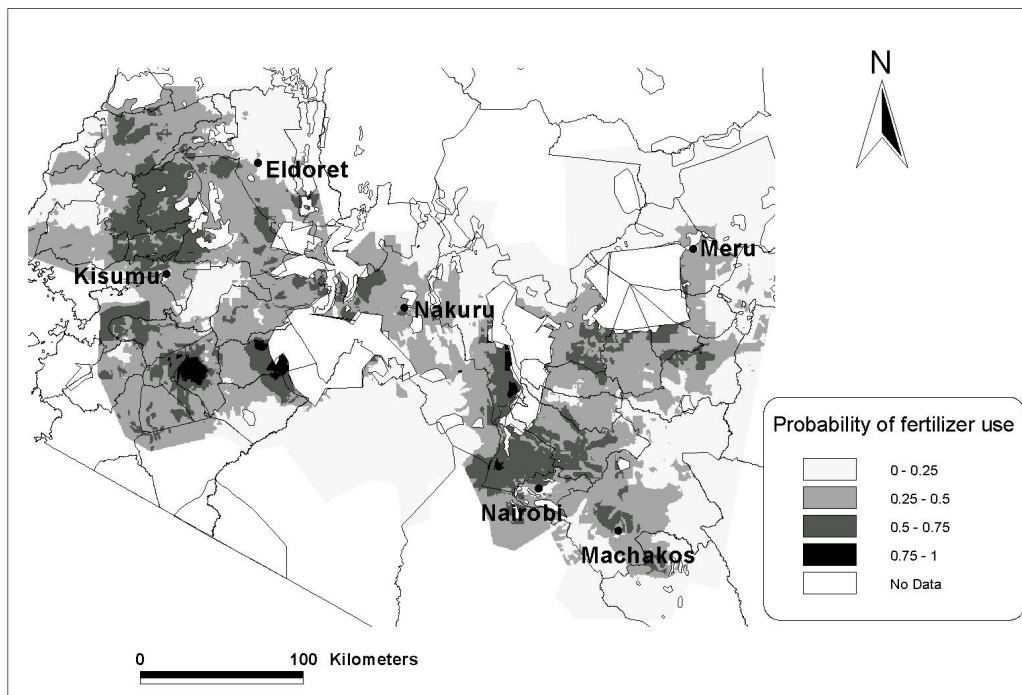 N
Eldoret
Meru
Kisumu
Nakuru
Nairobi
Machakos
Probability of fertilizer use
0 - 0.25
0.25 - 0.5
0.5 - 0.75
0.75 - 1
No Data
0 100 Kilometers